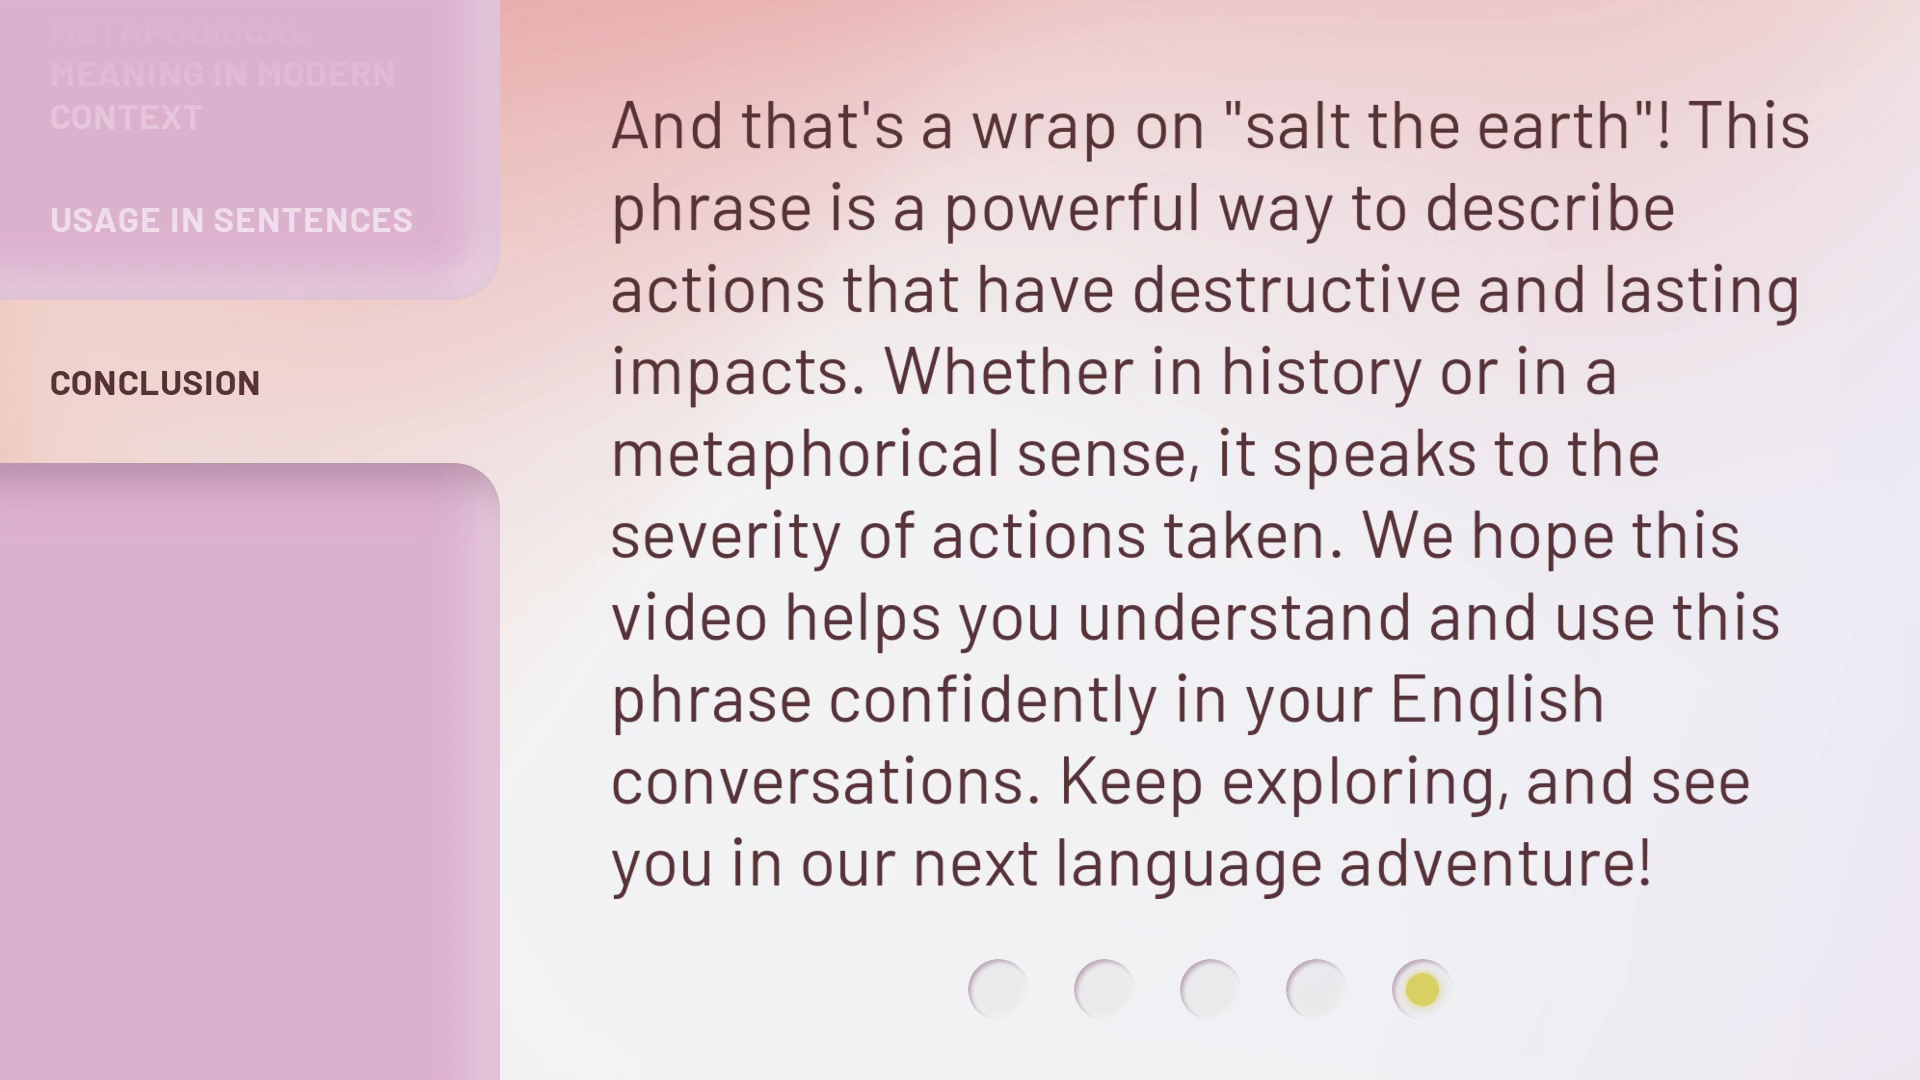 METAPHORICAL
MEANING IN MODERN
CONTEXT
USAGE IN SENTENCES
CONCLUSION
And that's a wrap on "salt the earth"! This
phrase is a powerful way to describe
actions that have destructive and lasting
impacts. Whether in history or in a
metaphorical sense, it speaks to the
severity of actions taken. We hope this
video helps you understand and use this
phrase confidently in your English
conversations. Keep exploring, and see
you in our next language adventure!